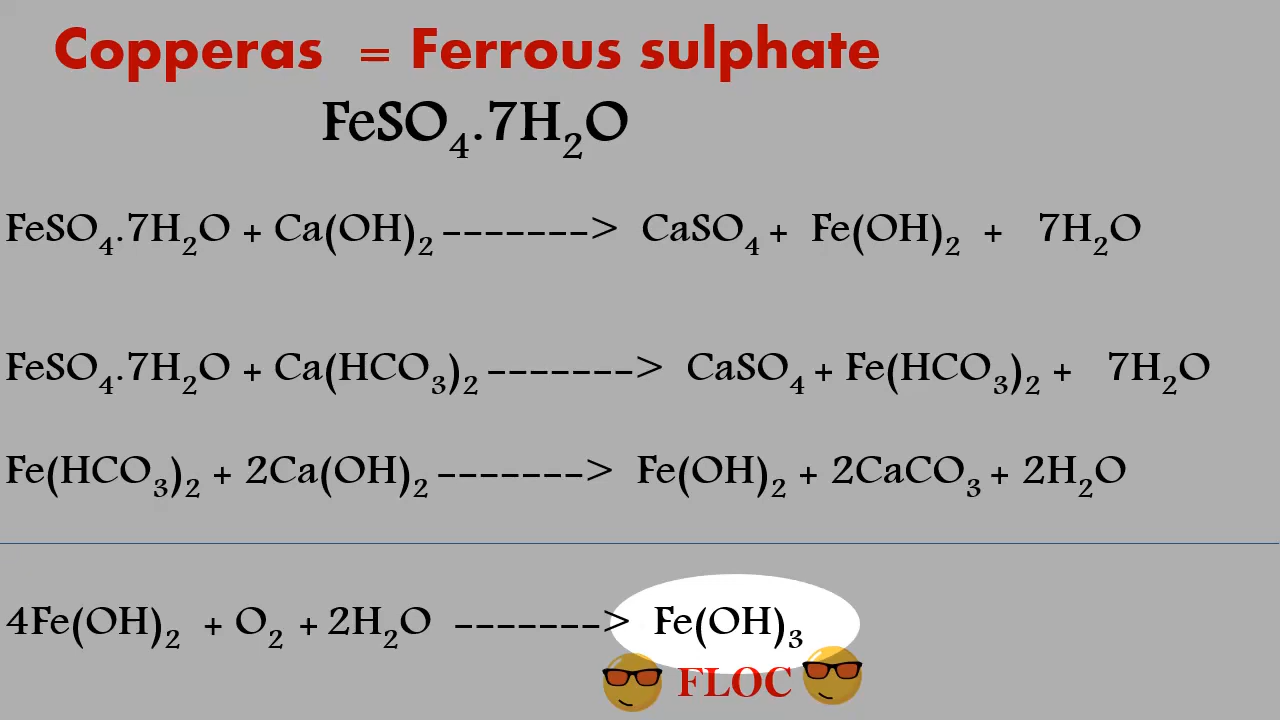 Copperas = Ferrous sulphate
FeSO₄.7H₂O
FeSO₄.7H₂O + Ca(OH)₂ -------> CaSO₄ + Fe(OH)₂ + 7H₂O
FeSO₄.7H₂O + Ca(HCO₃)₂ -------> CaSO₄ + Fe(HCO₃)₂ + 7H₂O
Fe(HCO₃)₂ + 2Ca(OH)₂ -------> Fe(OH)₂ + 2CaCO₃ + 2H₂O
4Fe(OH)₂ + O₂ + 2H₂O -------> Fe(OH)₃
FLOC